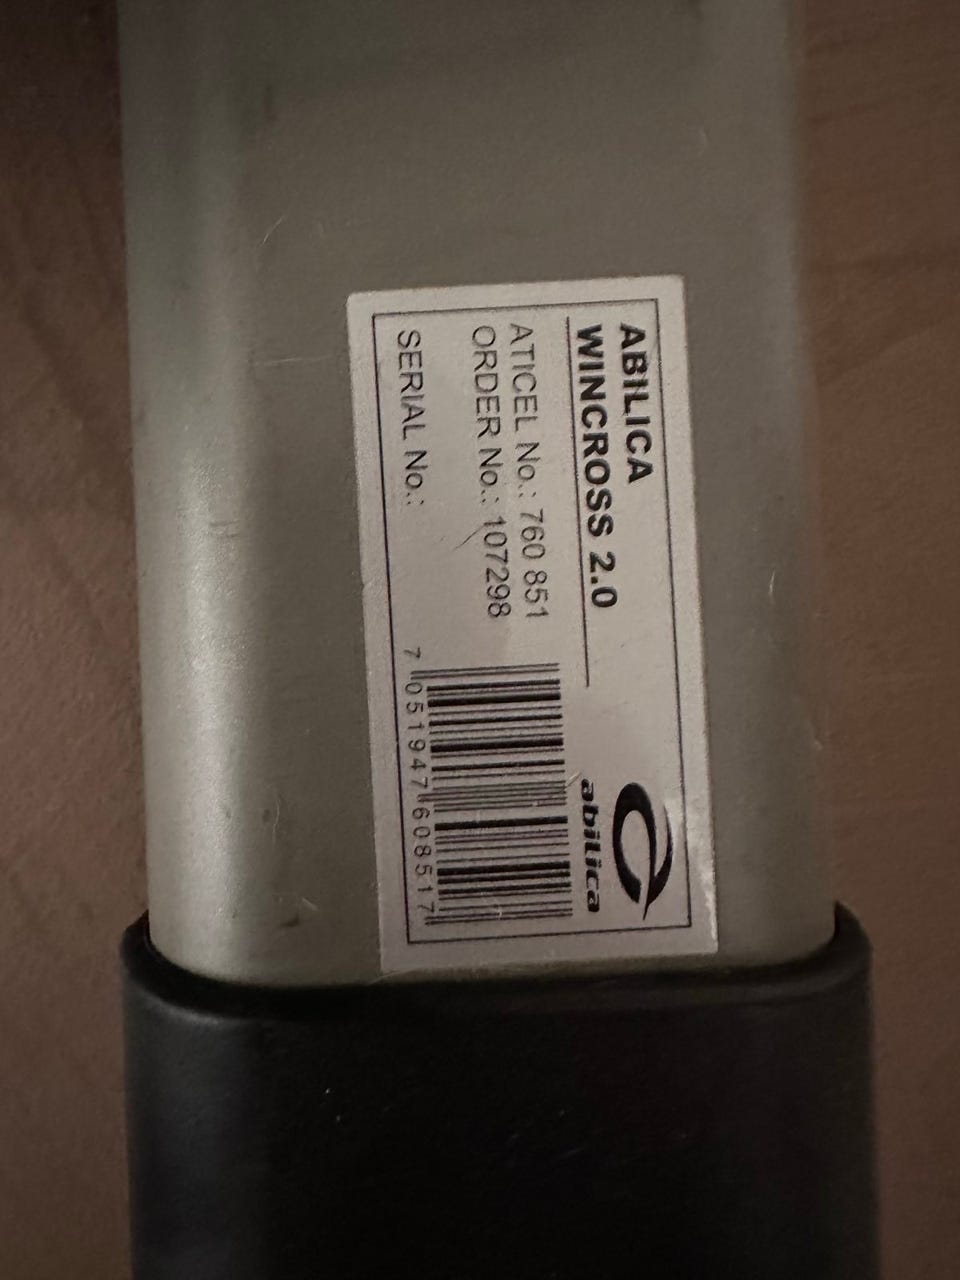 ABILICA
WINCROSS 2.0
abilica
ATICEL No.: 760 851
ORDER No.: 107298
SERIAL No.:
7 051947 608517